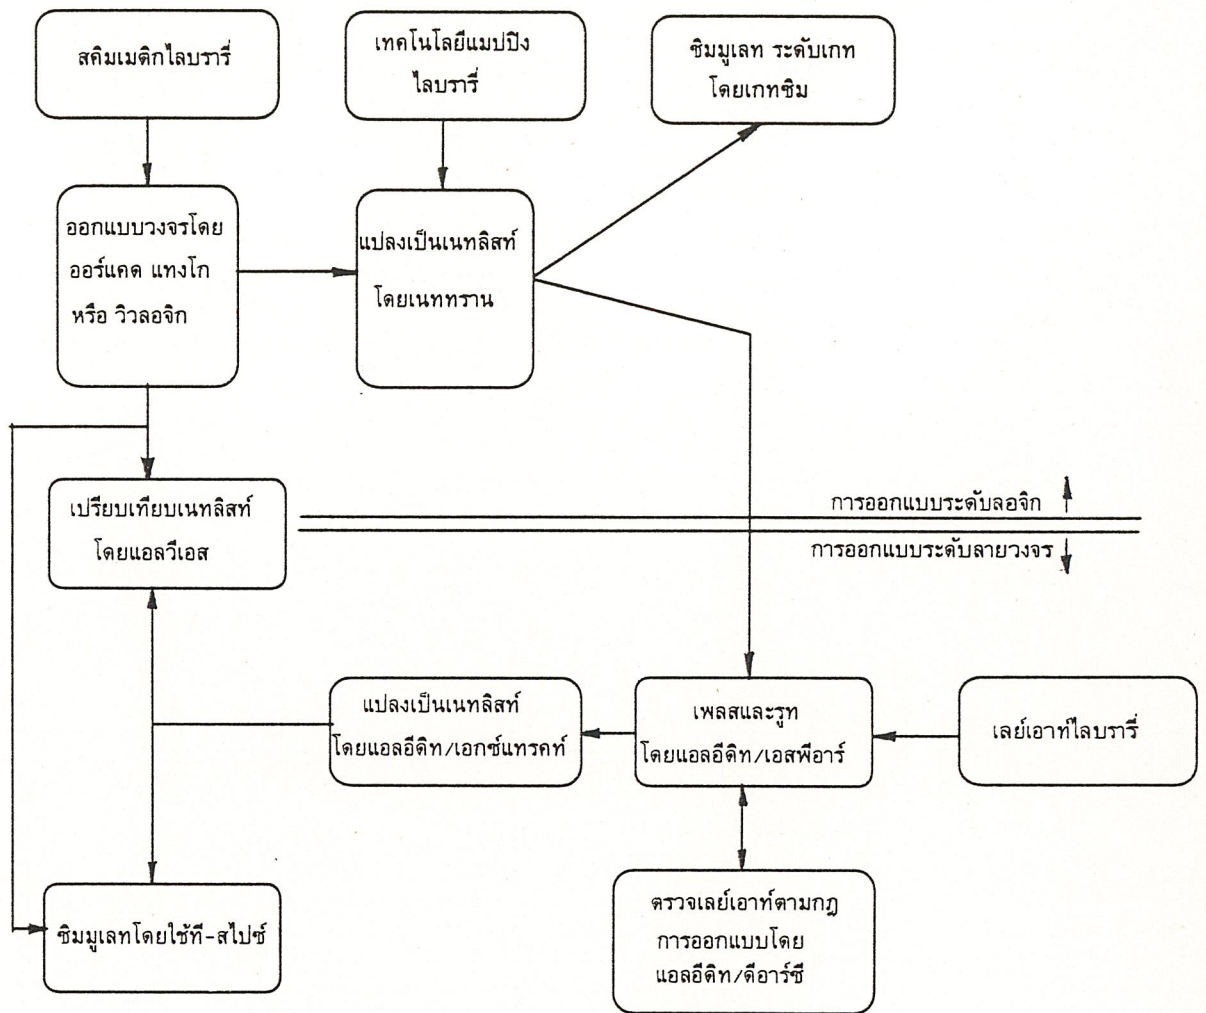 สคิมเมติกไลบรารี่
เทคโนโลยีแมปปิง
ไลบรารี่
ซิมมูเลท ระดับเกท
โดยเกทซิม
ออกแบบวงจรโดย
ออร์แคด แทงโก
หรือ วิวลอจิก
แปลงเป็นเนทลิสท์
โดยเนททราน
เปรียบเทียบเนทลิสท์
โดยแอลวีเอส
การออกแบบระดับลอจิก
การออกแบบระดับลายวงจร
แปลงเป็นเนทลิสท์
โดยแอลอีดิท/เอกซ์แทรคท์
เพลสและรูท
โดยแอลอีดิท/เอสพีอาร์
เลย์เอาท์ไลบรารี่
ซิมมูเลทโดยใช้ที-สไปซ์
ตรวจเลย์เอาท์ตามกฎ
การออกแบบโดย
แอลอีดิท/ดีอาร์ซี